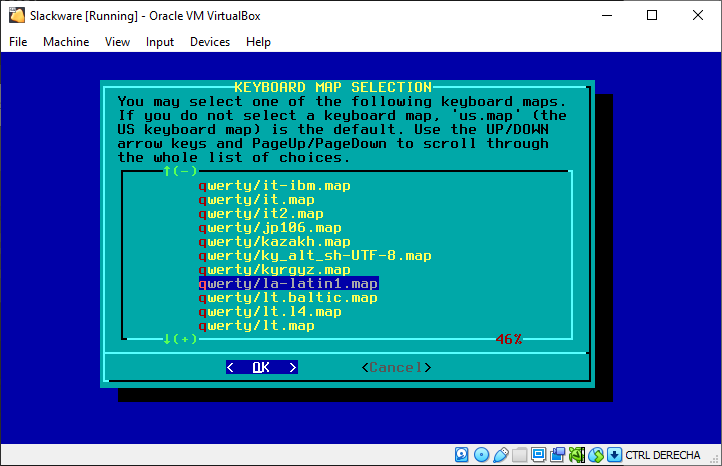 Slackware [Running] - Oracle VM VirtualBox
File Machine View Input Devices Help
KEYBOARD MAP SELECTION
You may select one of the following keyboard maps.
If you do not select a keyboard map, 'us.map' (the
US keyboard map) is the default. Use the UP/DOWN
arrow keys and PageUp/PageDown to scroll through
the whole list of choices.
↑(-)
qwerty/it-ibm.map
qwerty/it.map
qwerty/it2.map
qwerty/jp106.map
qwerty/kazakh.map
qwerty/ky_alt_sh-UTF-8.map
qwerty/kyrgyz.map
qwerty/la-latin1.map
qwerty/lt.baltic.map
qwerty/lt.l4.map
qwerty/lt.map
↓(+) 46%
< OK > <Cancel>
CTRL DERECHA